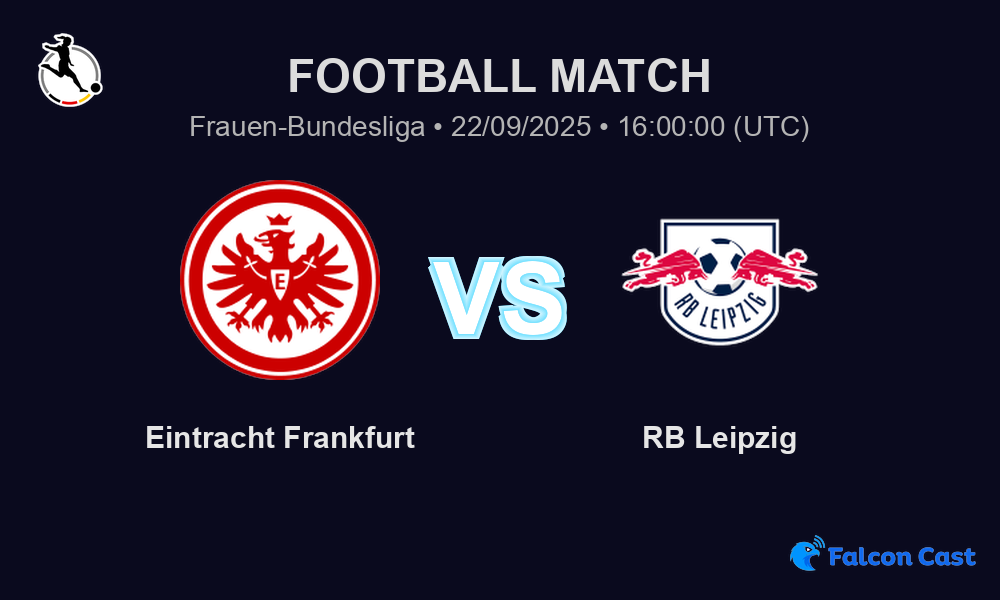 FOOTBALL MATCH
Frauen-Bundesliga • 22/09/2025 • 16:00:00 (UTC)
E
VS
RB LEIPZIG
Eintracht Frankfurt
RB Leipzig
Falcon Cast